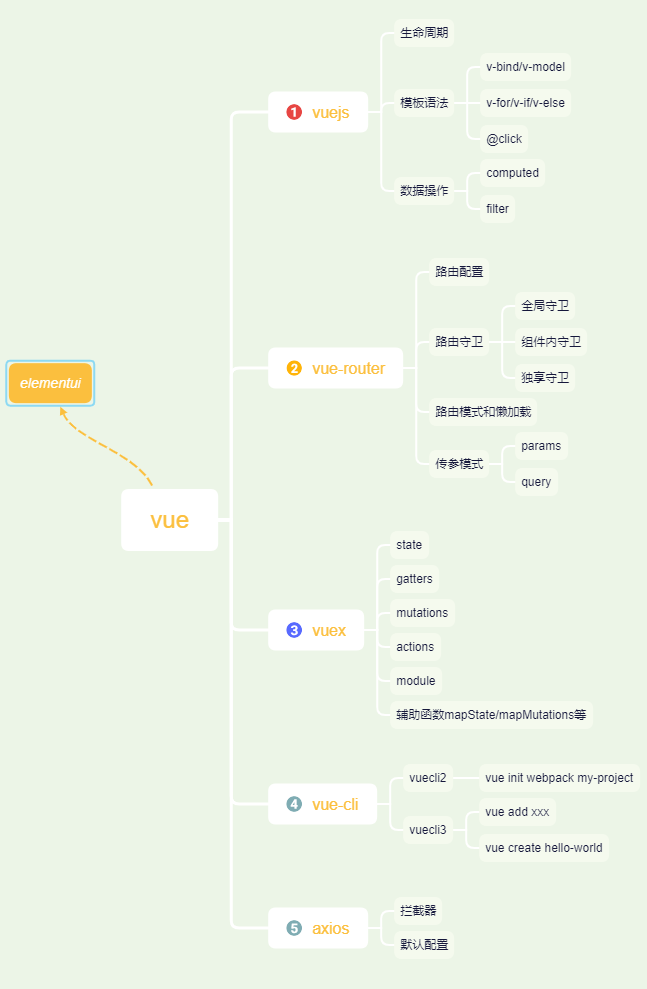 elementui
vue
1 vuejs
生命周期
模板语法
v-bind/v-model
v-for/v-if/v-else
@click
数据操作
computed
filter
2 vue-router
路由配置
路由守卫
全局守卫
组件内守卫
独享守卫
路由模式和懒加载
传参模式
params
query
3 vuex
state
gatters
mutations
actions
module
辅助函数mapState/mapMutations等
4 vue-cli
vuecli2
vue init webpack my-project
vuecli3
vue add xxx
vue create hello-world
5 axios
拦截器
默认配置